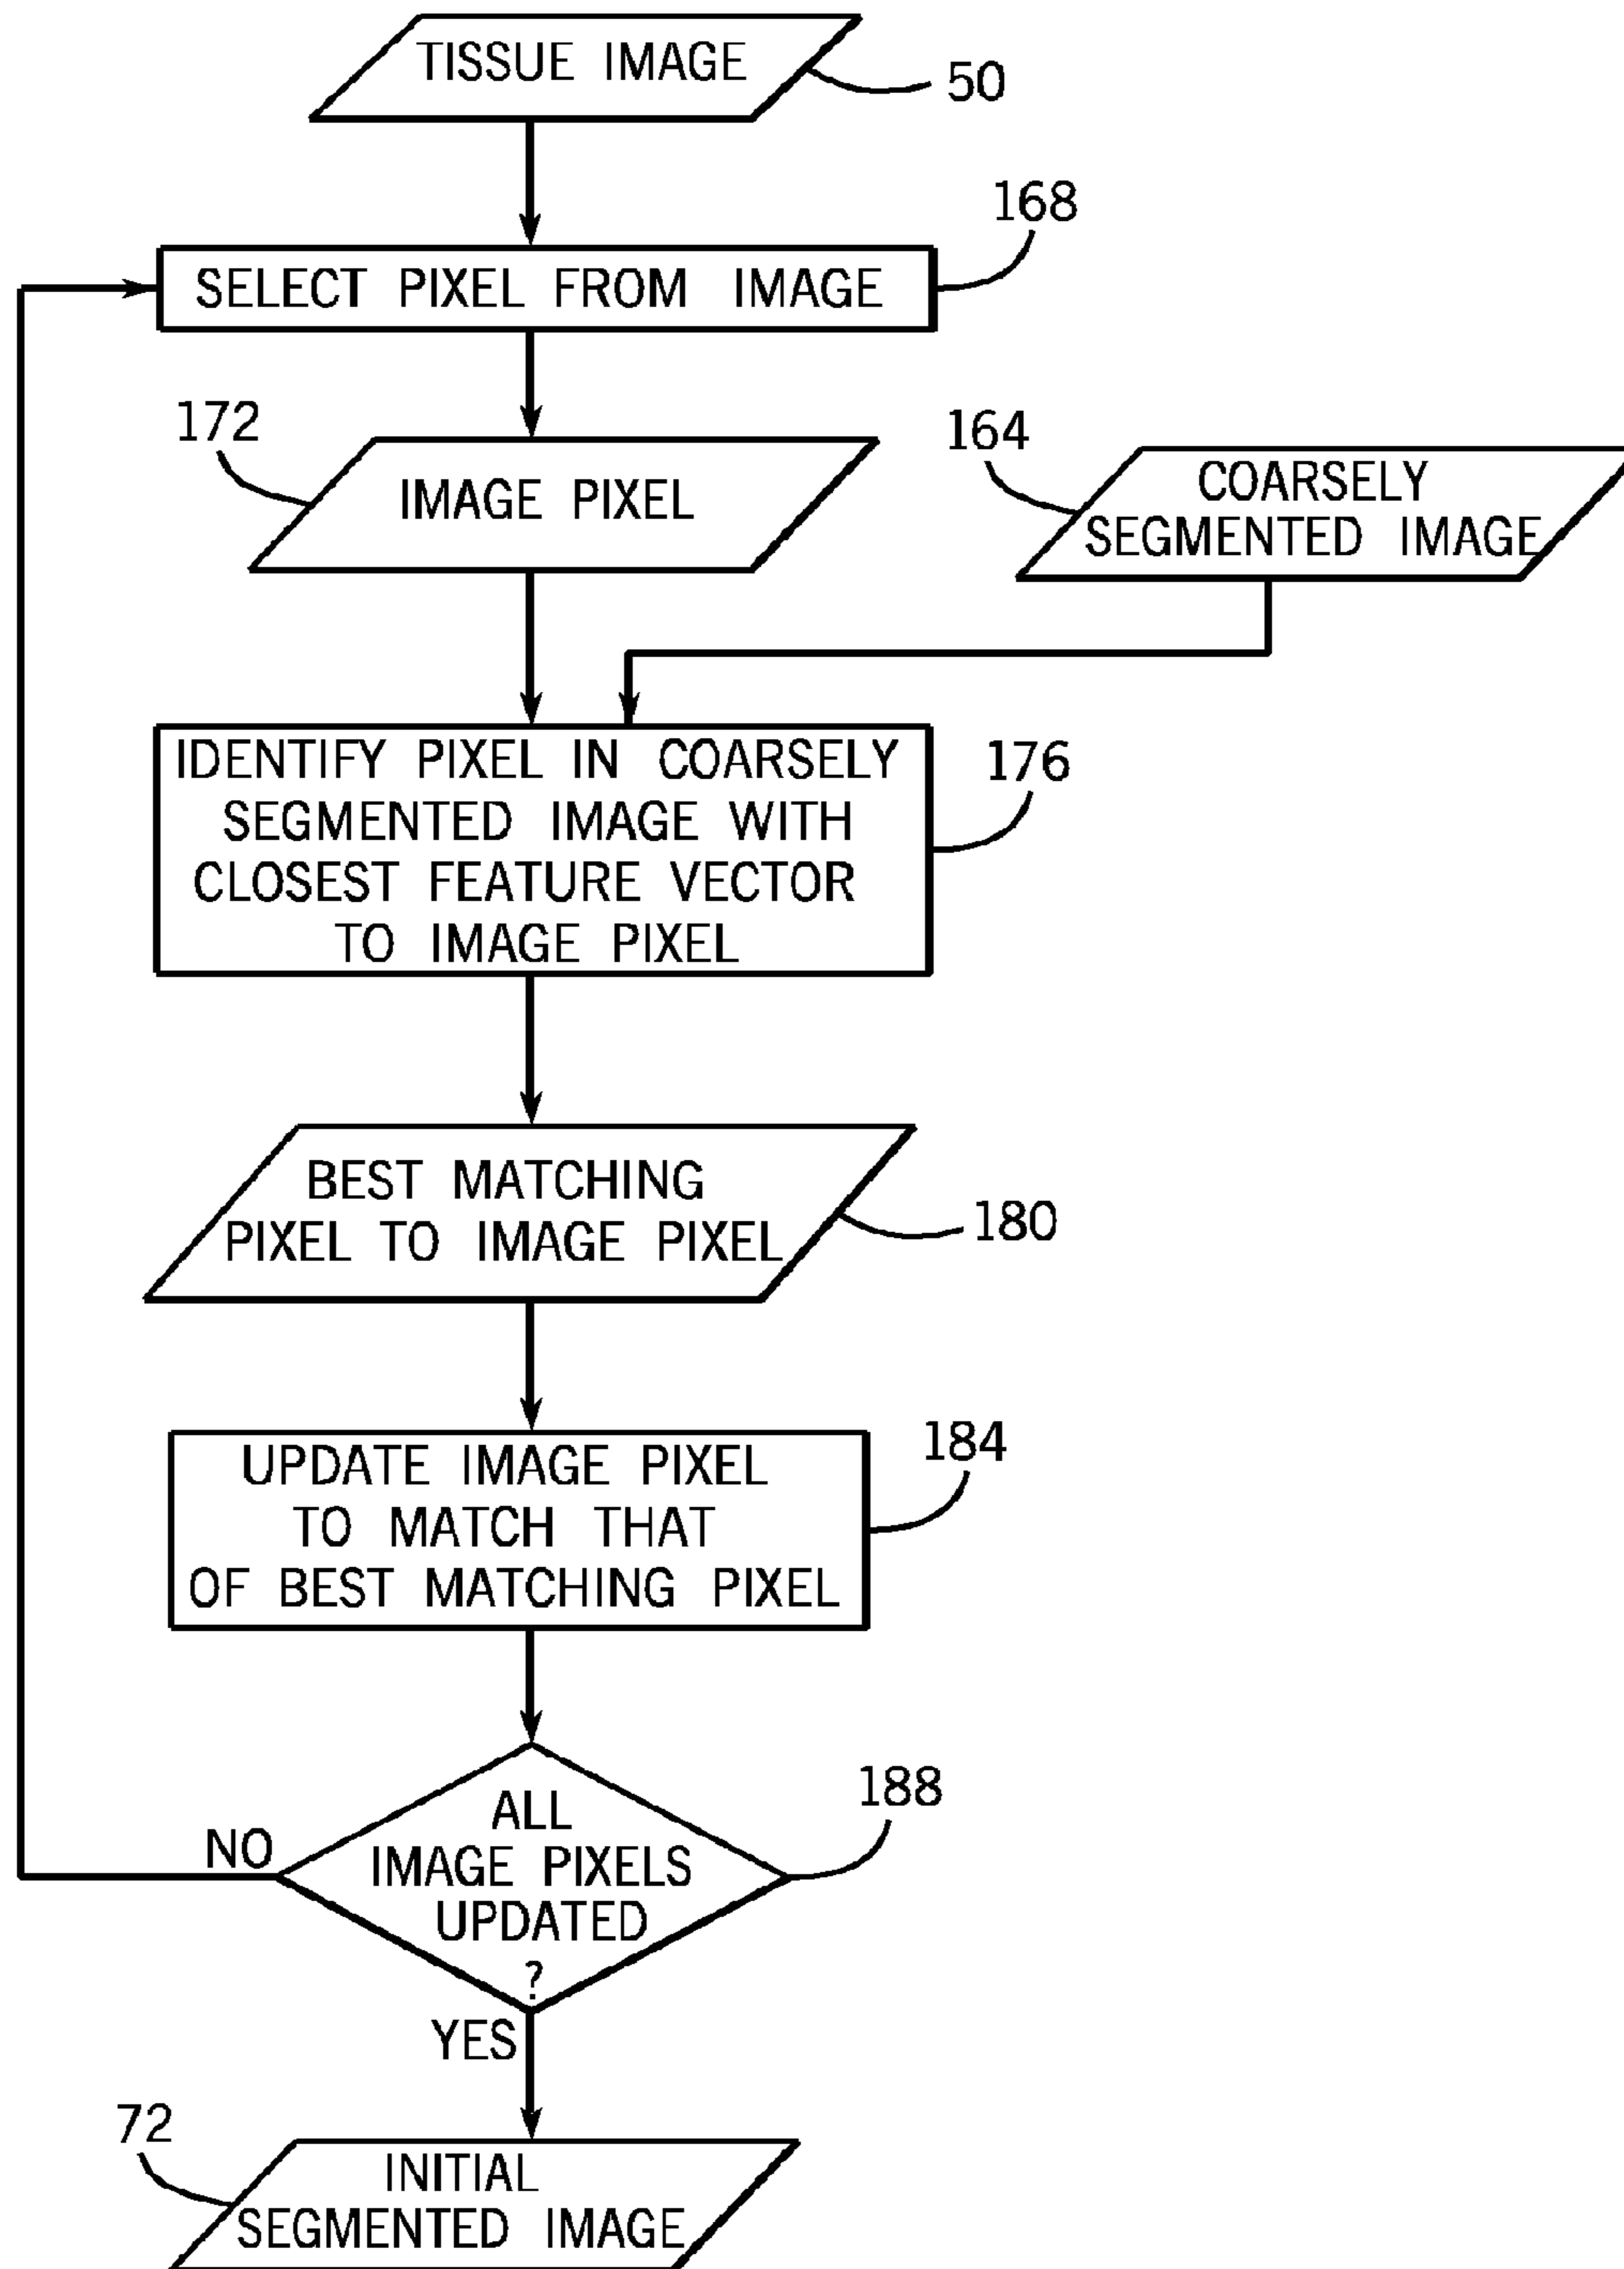 TISSUE IMAGE
50
168
SELECT PIXEL FROM IMAGE
172
IMAGE PIXEL
164
COARSELY
SEGMENTED IMAGE
IDENTIFY PIXEL IN COARSELY
SEGMENTED IMAGE WITH
CLOSEST FEATURE VECTOR
TO IMAGE PIXEL
176
BEST MATCHING
PIXEL TO IMAGE PIXEL
180
UPDATE IMAGE PIXEL
TO MATCH THAT
OF BEST MATCHING PIXEL
184
ALL
IMAGE PIXELS
UPDATED
?
188
NO
YES
72
INITIAL
SEGMENTED IMAGE